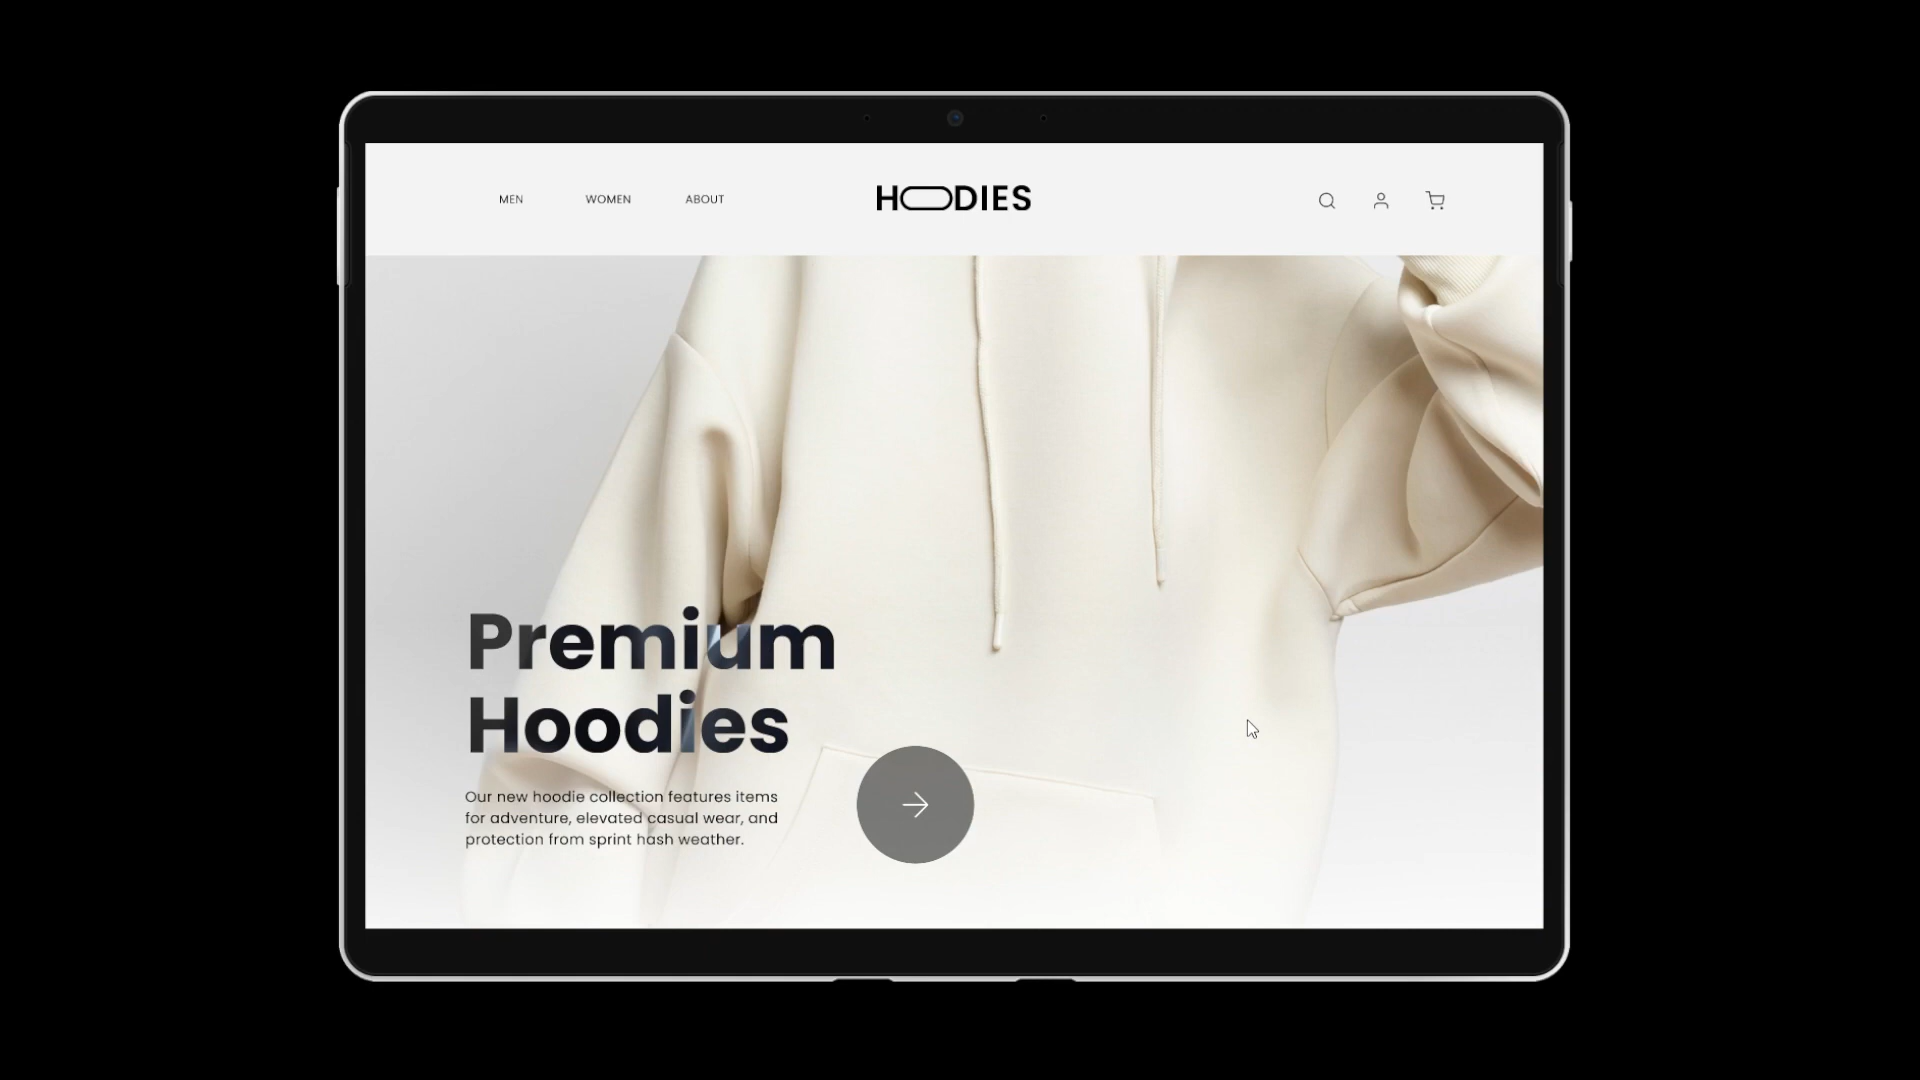 MEN
WOMEN
ABOUT
HOODIES
Premium
Hoodies
Our new hoodie collection features items
for adventure, elevated casual wear, and
protection from sprint hash weather.